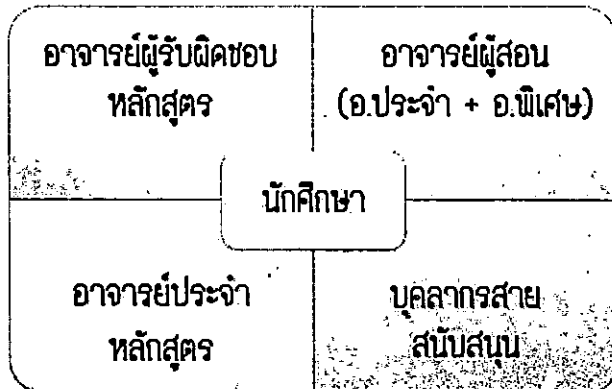 อาจารย์ผู้รับผิดชอบ
หลักสูตร
อาจารย์ผู้สอน
(อ.ประจำ + อ.พิเศษ)
นักศึกษา
อาจารย์ประจำ
หลักสูตร
บุคลากรสาย
สนับสนุน